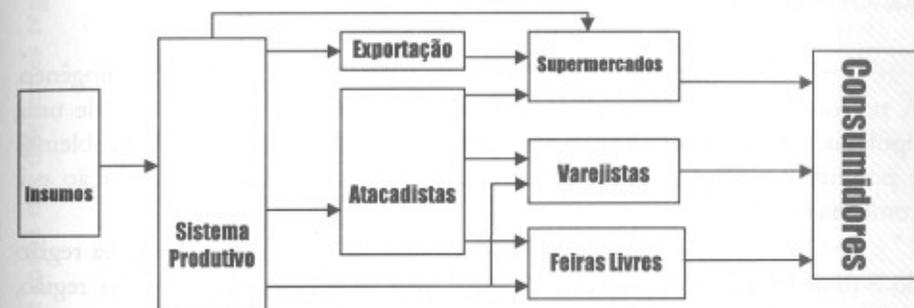 Insumos
Sistema
Produtivo
Exportação
Atacadistas
Supermercados
Varejistas
Feiras Livres
Consumidores